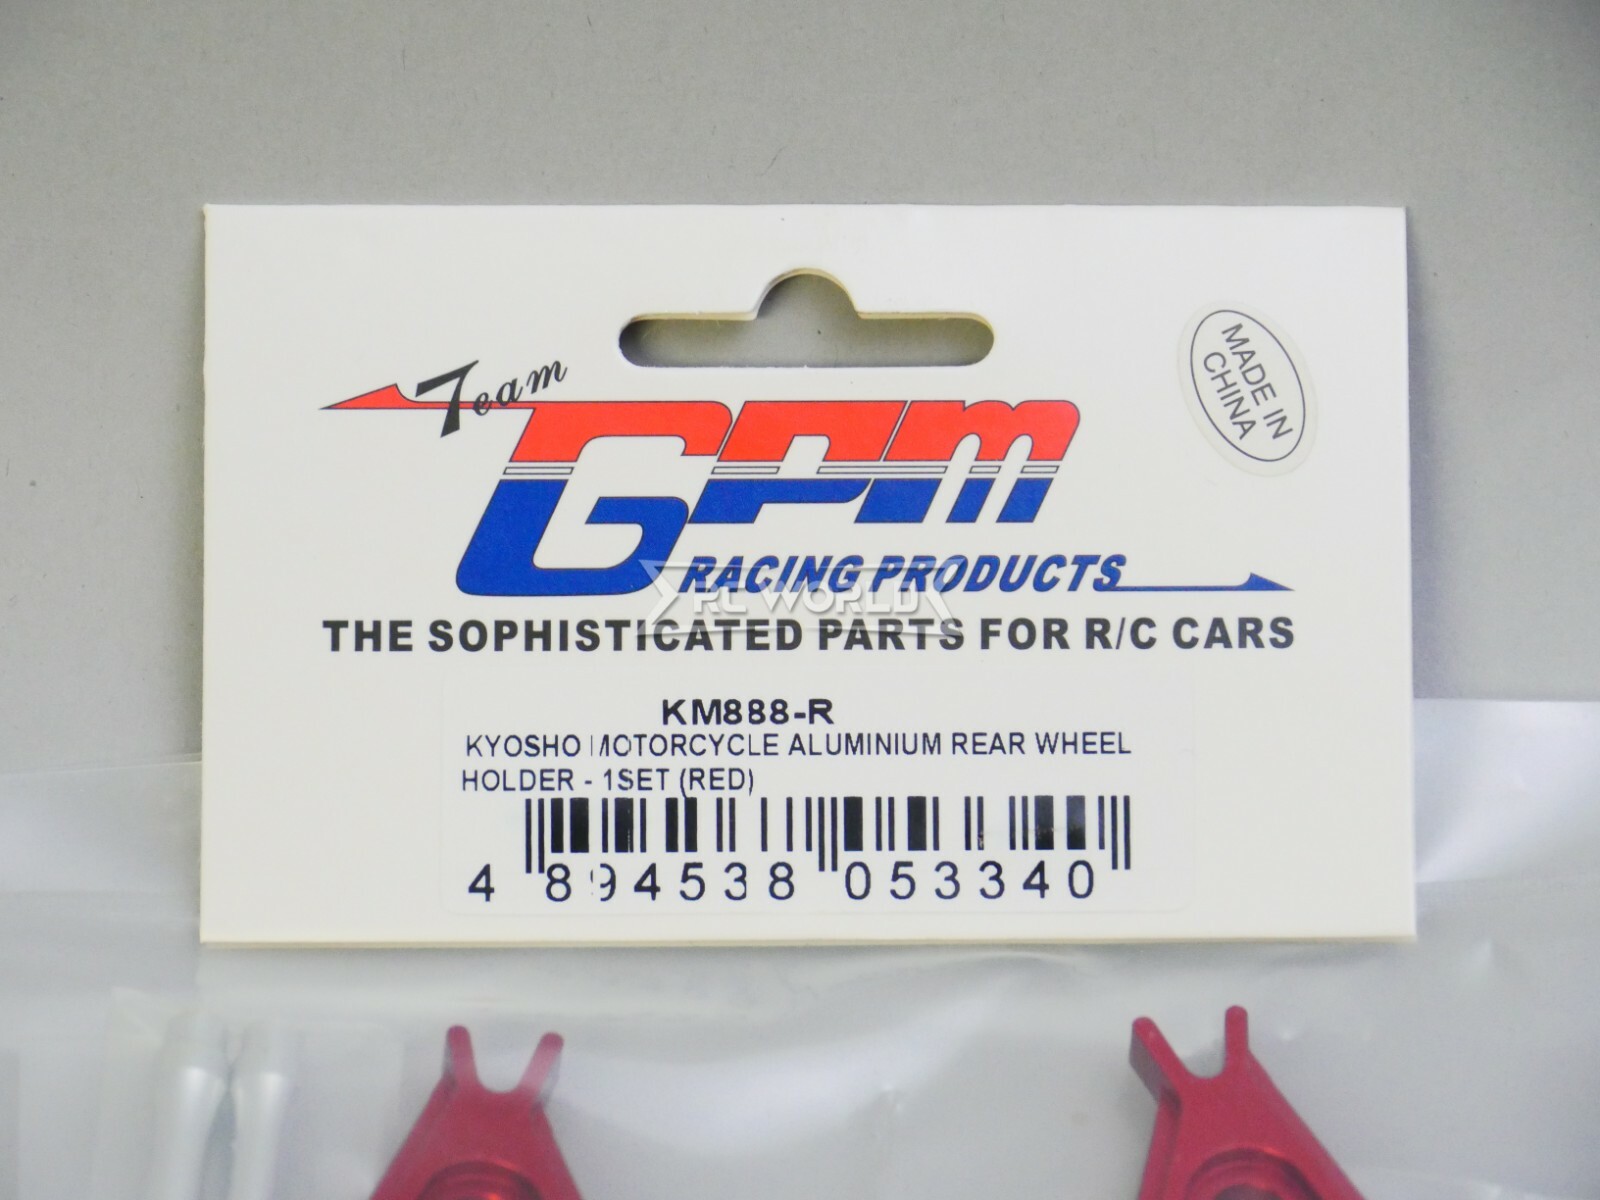 Team
GPM
MADE IN
CHINA
RACING PRODUCTS
RC WORLD
THE SOPHISTICATED PARTS FOR R/C CARS
KM888-R
KYOSHO MOTORCYCLE ALUMINIUM REAR WHEEL
HOLDER - 1SET (RED)
4 894538 053340